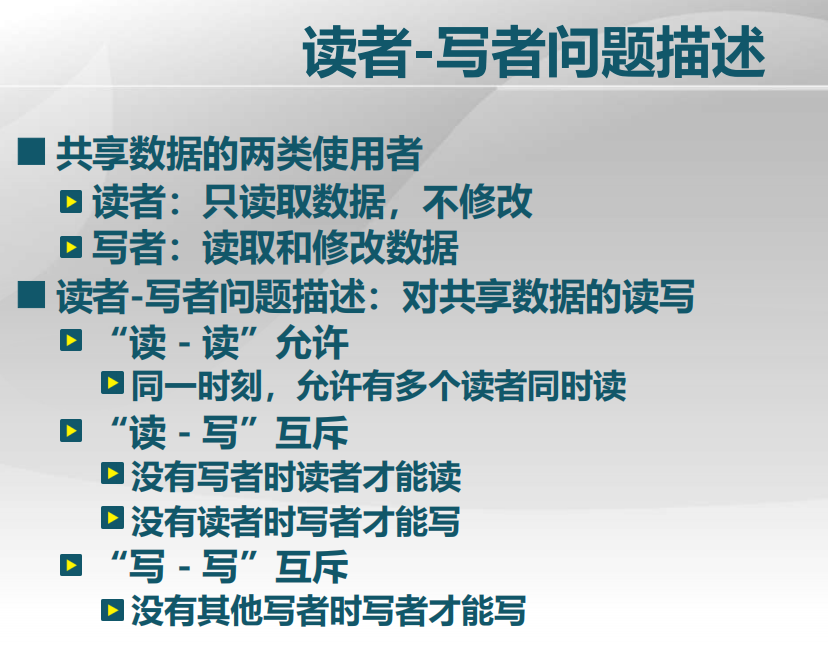 读者-写者问题描述
共享数据的两类使用者
读者：只读取数据，不修改
写者：读取和修改数据
读者-写者问题描述：对共享数据的读写
“读 - 读”允许
同一时刻，允许有多个读者同时读
“读 - 写”互斥
没有写者时读者才能读
没有读者时写者才能写
“写 - 写”互斥
没有其他写者时写者才能写